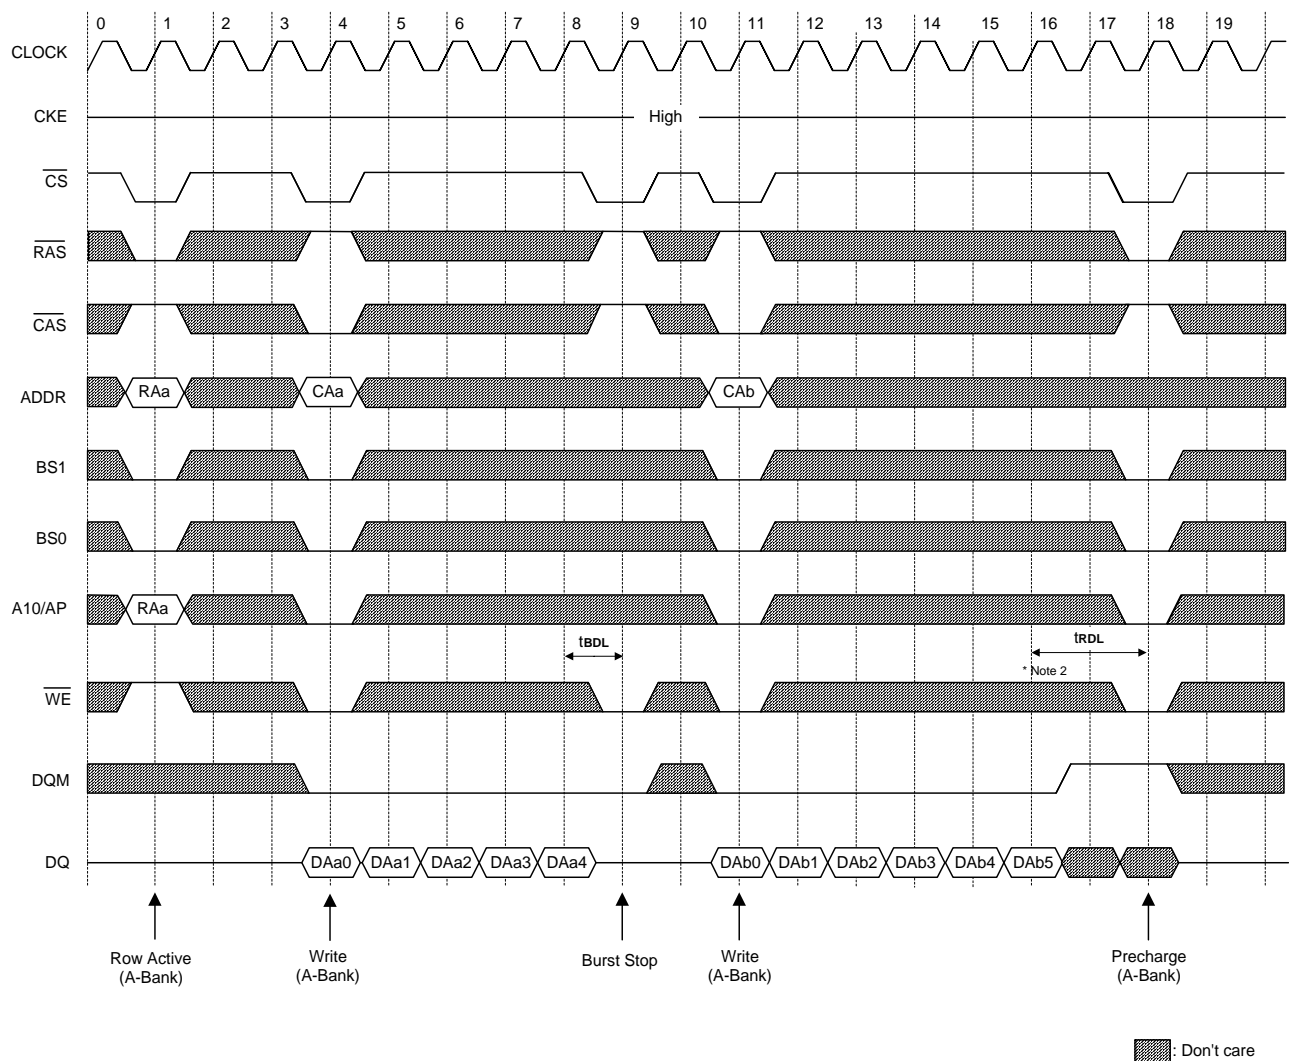 0 1 2 3 4 5 6 7 8 9 10 11 12 13 14 15 16 17 18 19
CLOCK
CKE High
CS
RAS
CAS
ADDR RAa CAa CAb
BS1
BS0
A10/AP RAa
tBDL tRDL
* Note 2
WE
DQM
DQ DAa0 DAa1 DAa2 DAa3 DAa4 DAb0 DAb1 DAb2 DAb3 DAb4 DAb5
Row Active
(A-Bank)
Write
(A-Bank)
Burst Stop
Write
(A-Bank)
Precharge
(A-Bank)
: Don't care